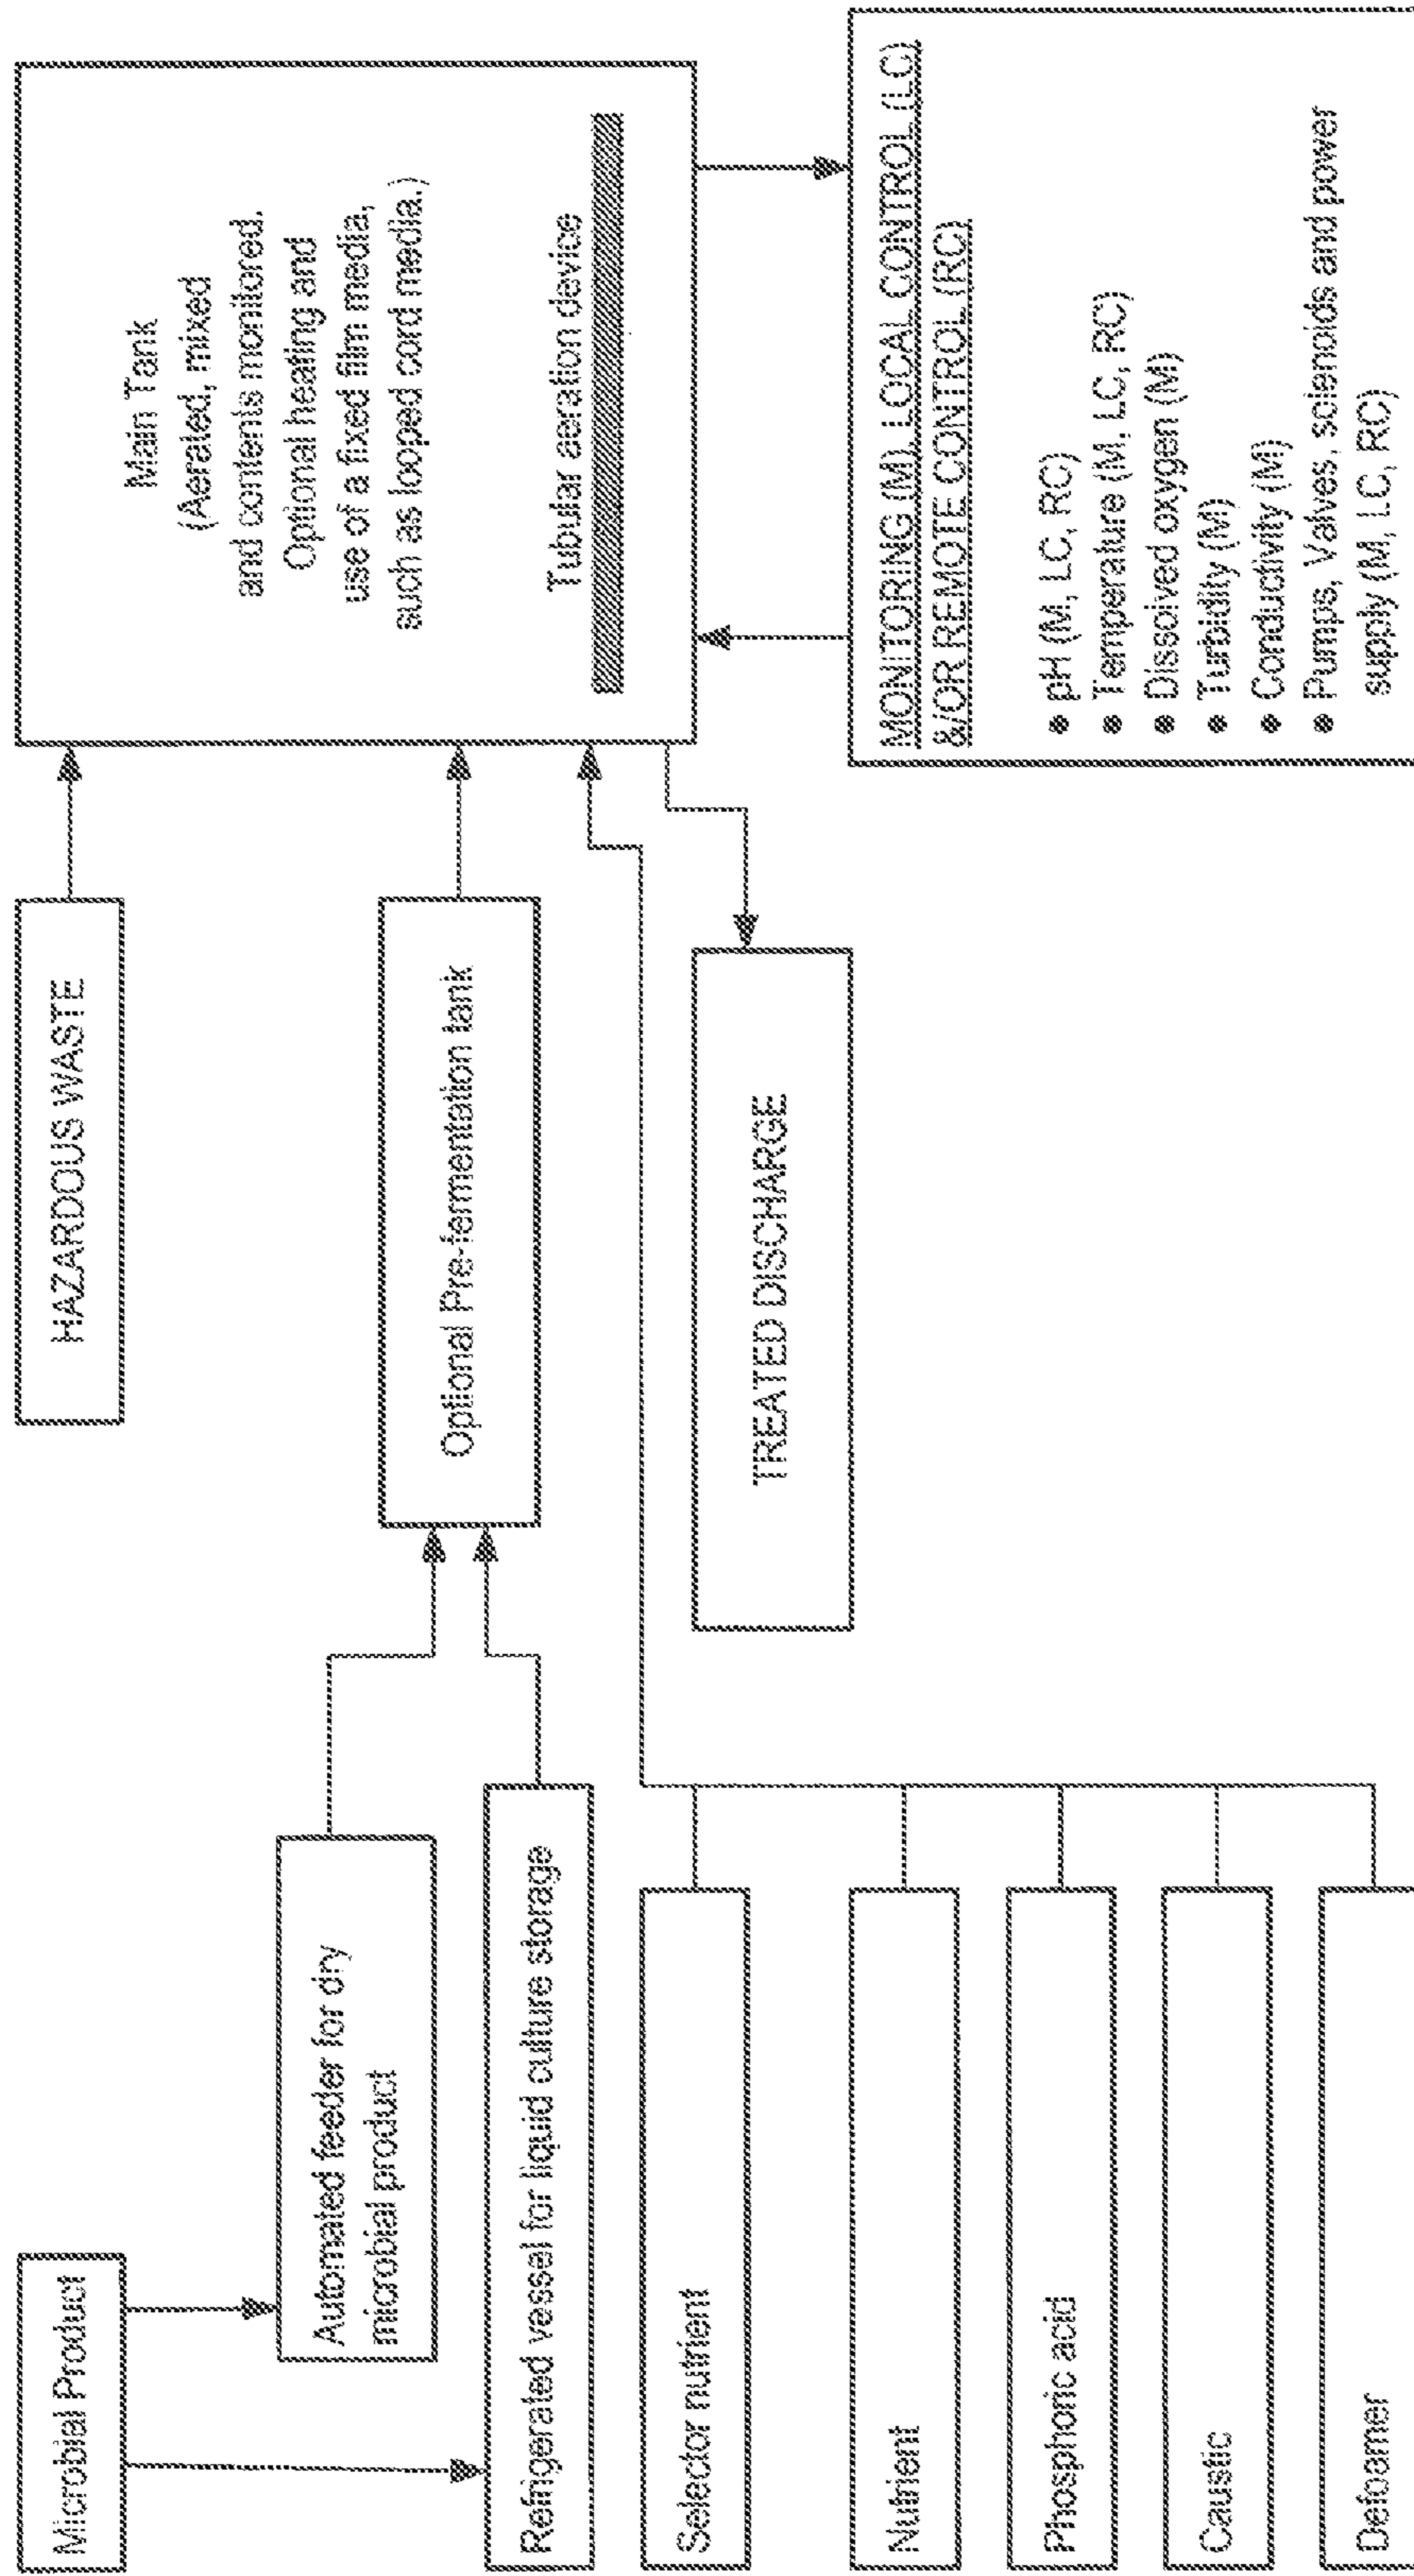 Microbial Product
Automated feeder for dry
microbial product
Refrigerated vessel for liquid culture storage
Selector nutrient
Nutrient
Phosphoric acid
Caustic
Defoamer
HAZARDOUS WASTE
Optional Pre-fermentation tank
TREATED DISCHARGE
Main Tank
(Aerated, mixed
and contents monitored.
Optional heating and
use of a fixed film media,
such as looped cord media.)
Tubular aeration device
MONITORING (M), LOCAL CONTROL (LC)
&/OR REMOTE CONTROL (RC)
● pH (M, LC, RC)
● Temperature (M, LC, RC)
● Dissolved oxygen (M)
● Turbidity (M)
● Conductivity (M)
● Pumps, Valves, solenoids and power
supply (M, LC, RC)